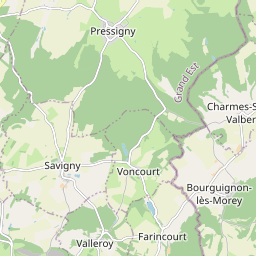 Pressigny
Grand Est
Charmes-S
Valber
Savigny
Voncourt
Bourguignon-
lès-Morey
Valleroy
Farincourt